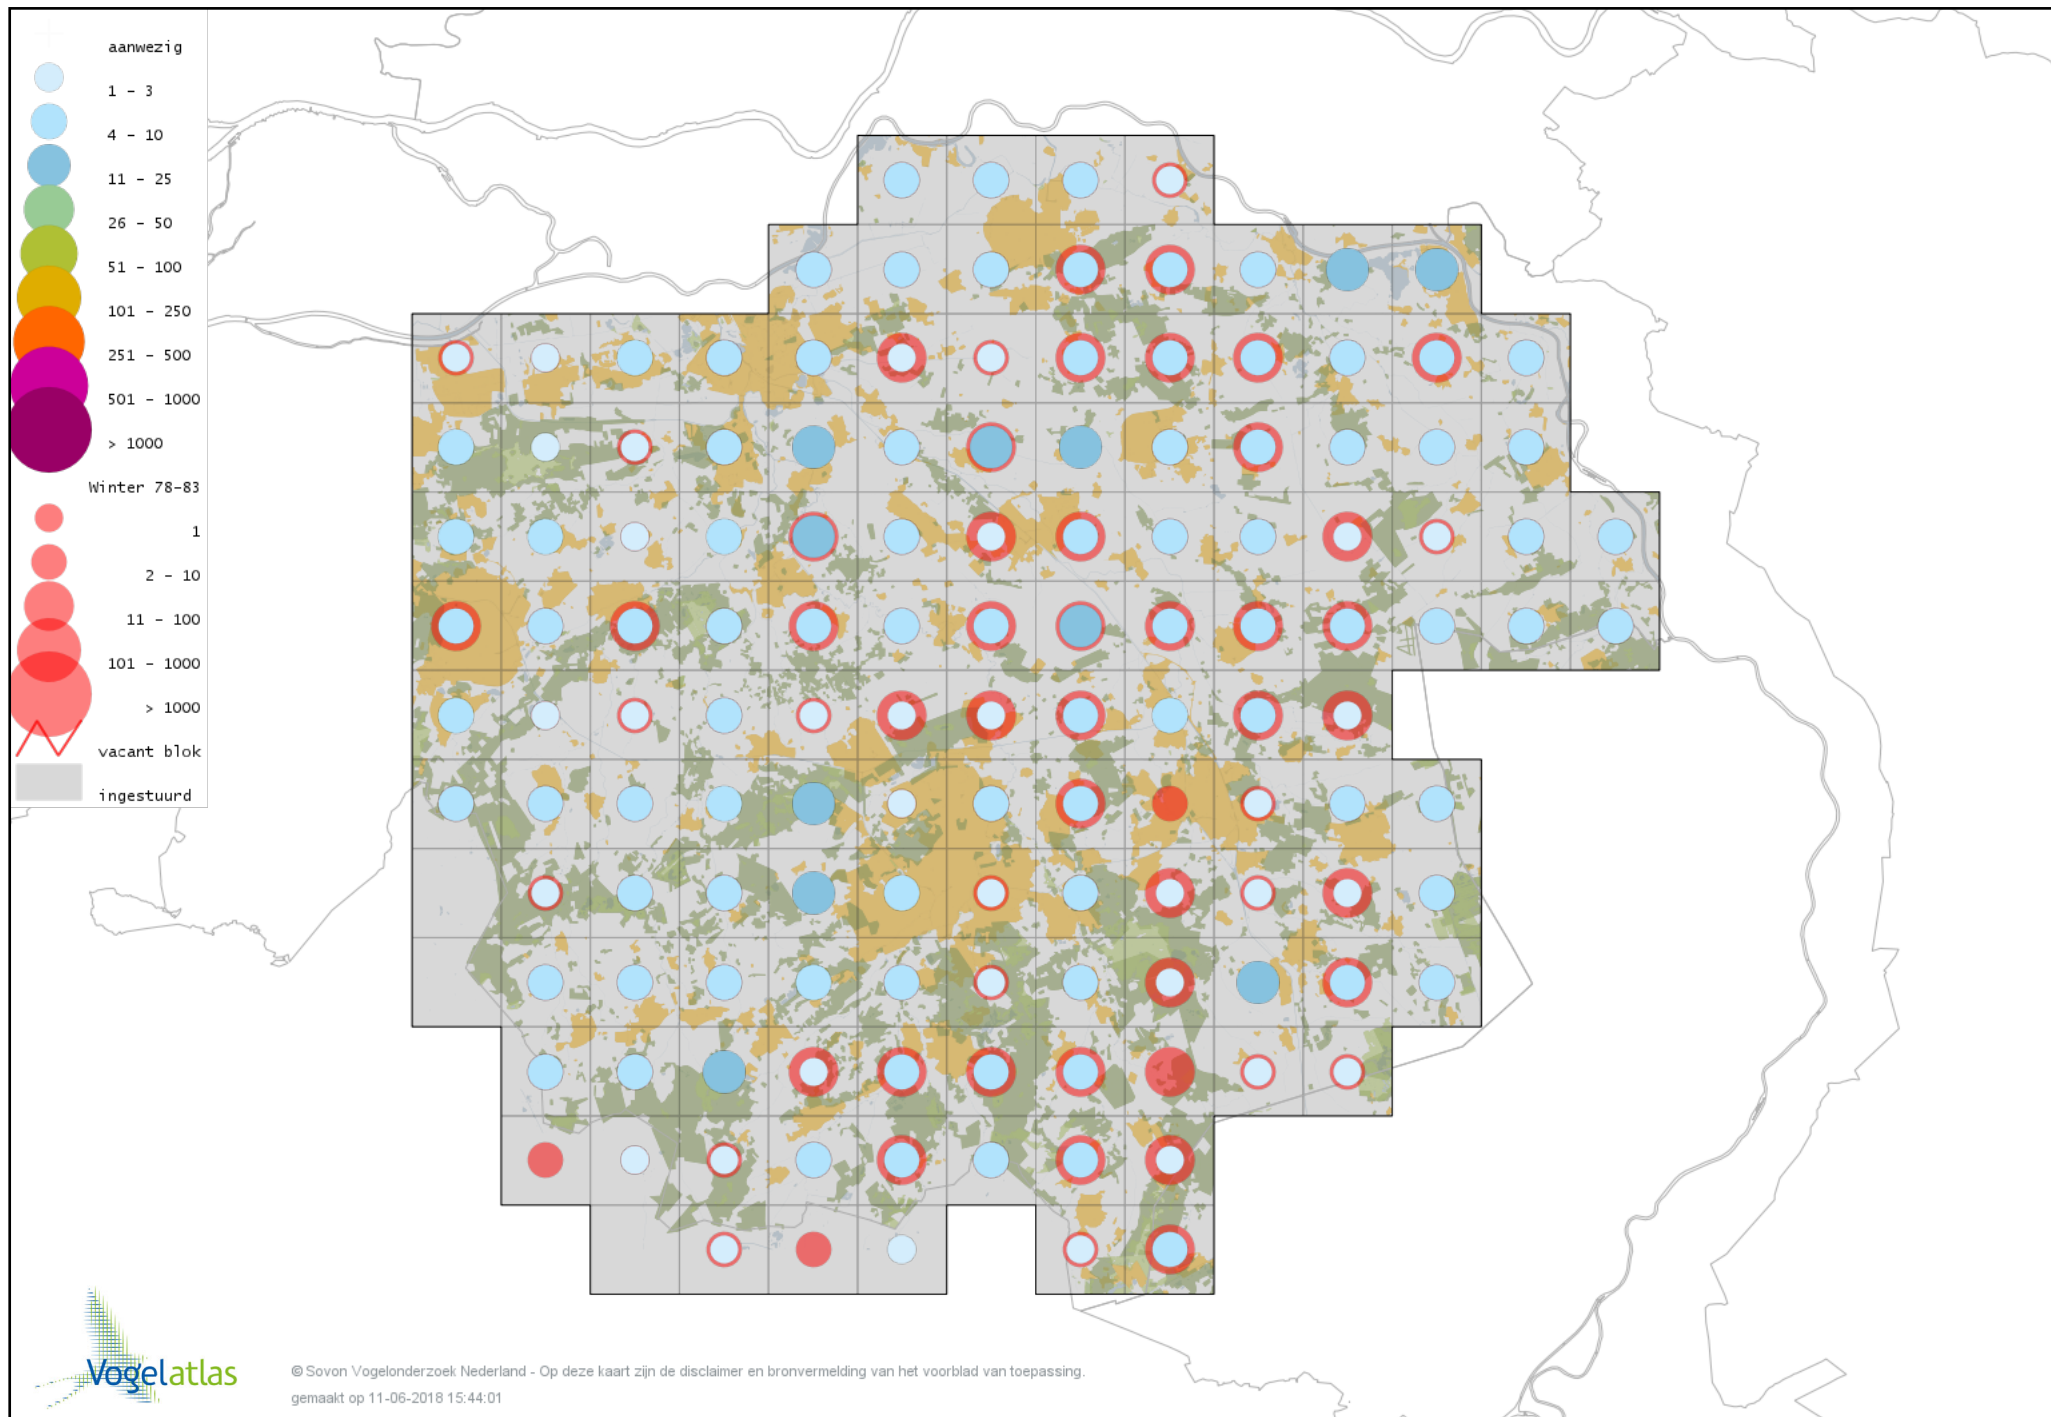 aanwezig
1 - 3
4 - 10
11 - 25
26 - 50
51 - 100
101 - 250
251 - 500
501 - 1000
> 1000
Winter 78-83
1
2 - 10
11 - 100
101 - 1000
> 1000
vacant blok
ingestuurd
Vogelatlas
© Sovon Vogelonderzoek Nederland - Op deze kaart zijn de disclaimer en bronvermelding van het voorblad van toepassing.
gemaakt op 11-06-2018 15:44:01